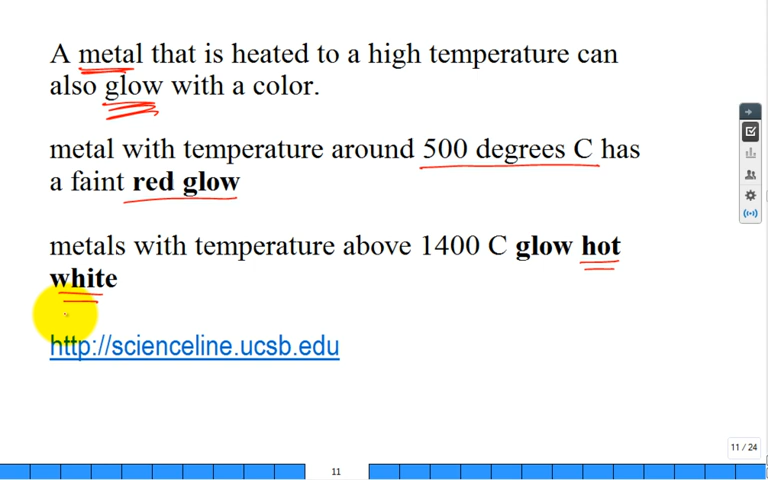 A metal that is heated to a high temperature can
also glow with a color.
metal with temperature around 500 degrees C has
a faint red glow
metals with temperature above 1400 C glow hot
white
http://scienceline.ucsb.edu
11 / 24
11